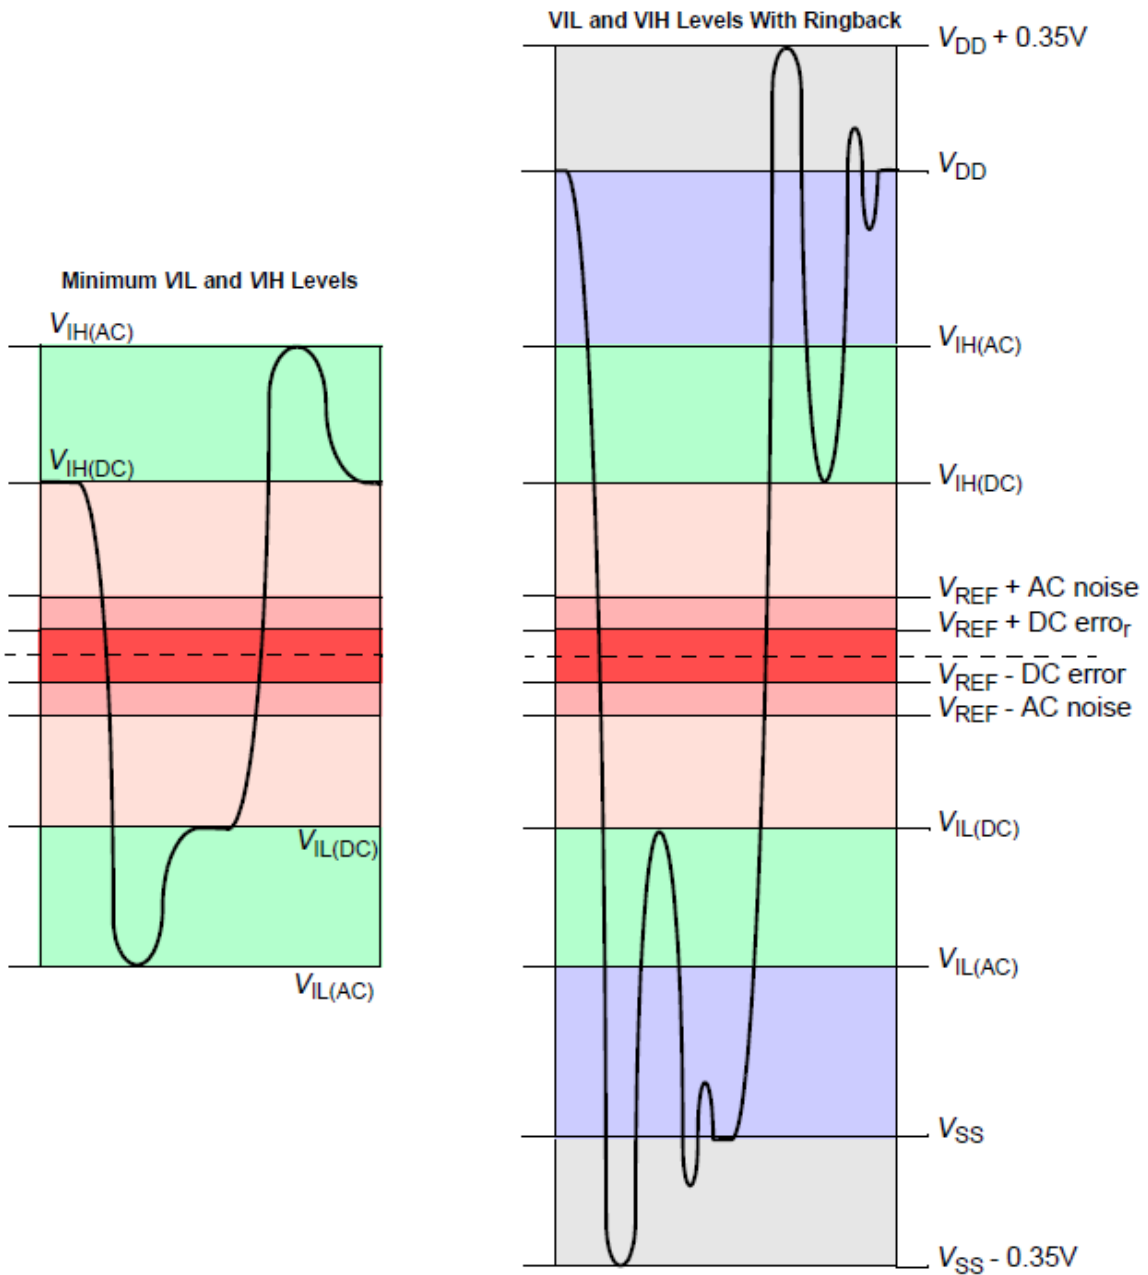 VIL and VIH Levels With Ringback
VDD + 0.35V
VDD
Minimum VIL and VIH Levels
VIH(AC)
VIH(AC)
VIH(DC)
VIH(DC)
VREF + AC noise
VREF + DC error
VREF - DC error
VREF - AC noise
VIL(DC)
VIL(DC)
VIL(AC)
VIL(AC)
VSS
VSS - 0.35V